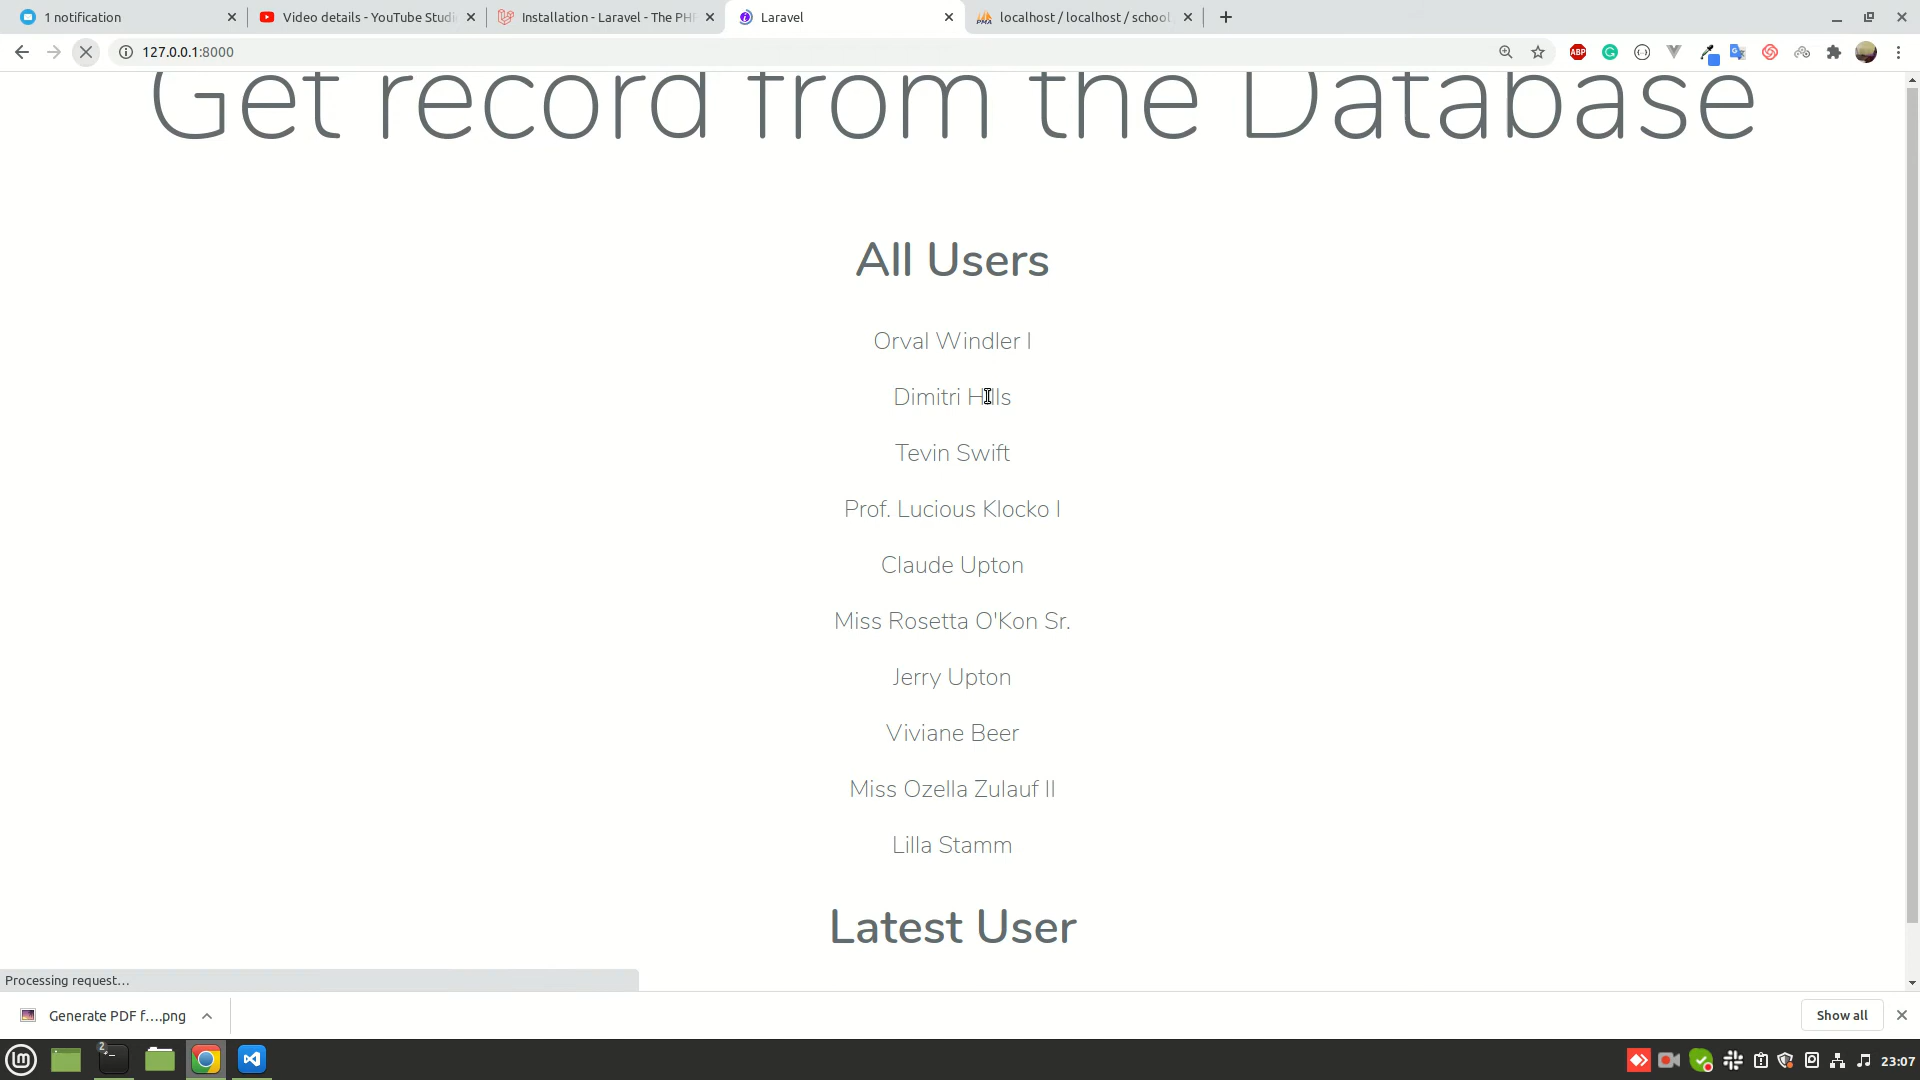 1 notification
Video details - YouTube Studi
Installation - Laravel - The PHP
Laravel
localhost / localhost / school
127.0.0.1:8000
Get record from the Database
All Users
Orval Windler I
Dimitri Hills
Tevin Swift
Prof. Lucious Klocko I
Claude Upton
Miss Rosetta O'Kon Sr.
Jerry Upton
Viviane Beer
Miss Ozella Zulauf II
Lilla Stamm
Latest User
Processing request...
Generate PDF f....png
Show all
2
23:07